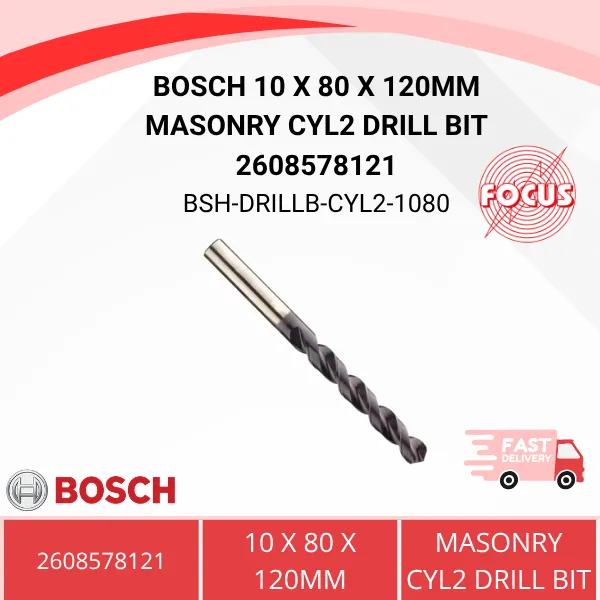 BOSCH 10 X 80 X 120MM
MASONRY CYL2 DRILL BIT
2608578121
BSH-DRILLB-CYL2-1080
FOCUS
FAST
DELIVERY
BOSCH
2608578121
10 X 80 X
120MM
MASONRY
CYL2 DRILL BIT